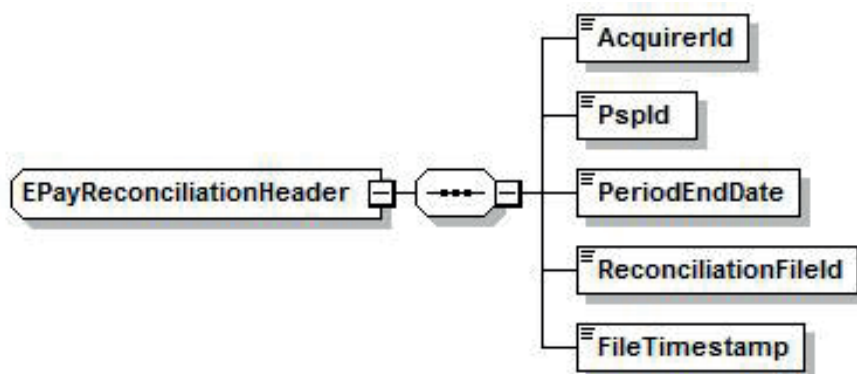 AcquirerId
PspId
EPayReconciliationHeader
PeriodEndDate
ReconciliationFileId
FileTimestamp